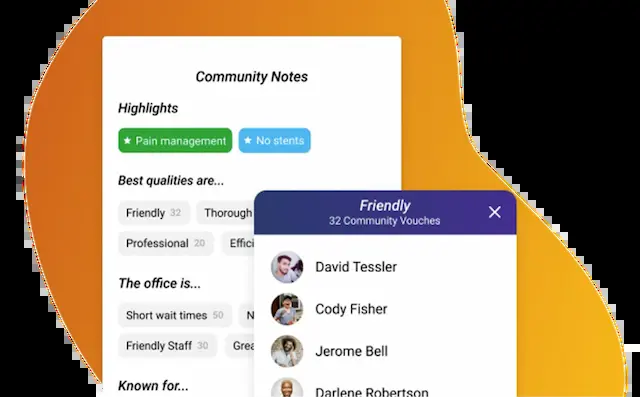 Community Notes
Highlights
Pain management No stents
Best qualities are...
Friendly 32 Thorough
Professional 20 Effici
The office is...
Short wait times 50 N
Friendly Staff 30 Grea
Known for...
Friendly
32 Community Vouches
David Tessler
Cody Fisher
Jerome Bell
Darlene Robertson